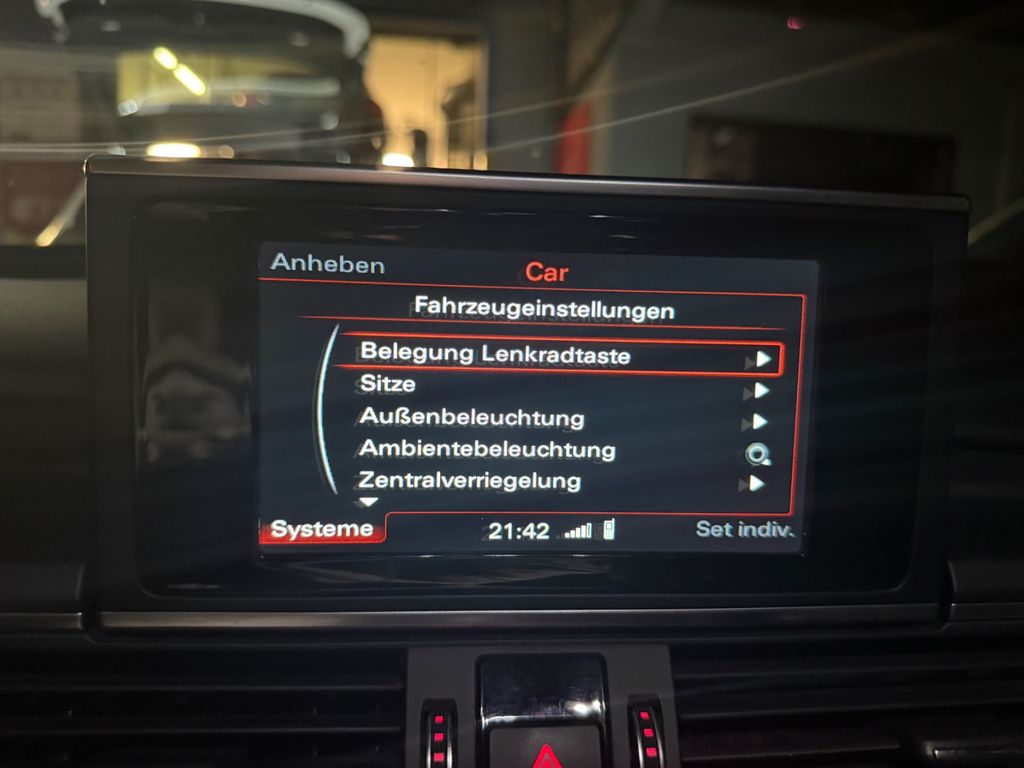 Anheben
Car
Fahrzeugeinstellungen
Belegung Lenkradtaste
Sitze
Außenbeleuchtung
Ambientebeleuchtung
Zentralverriegelung
Systeme
21:42
Set indiv.